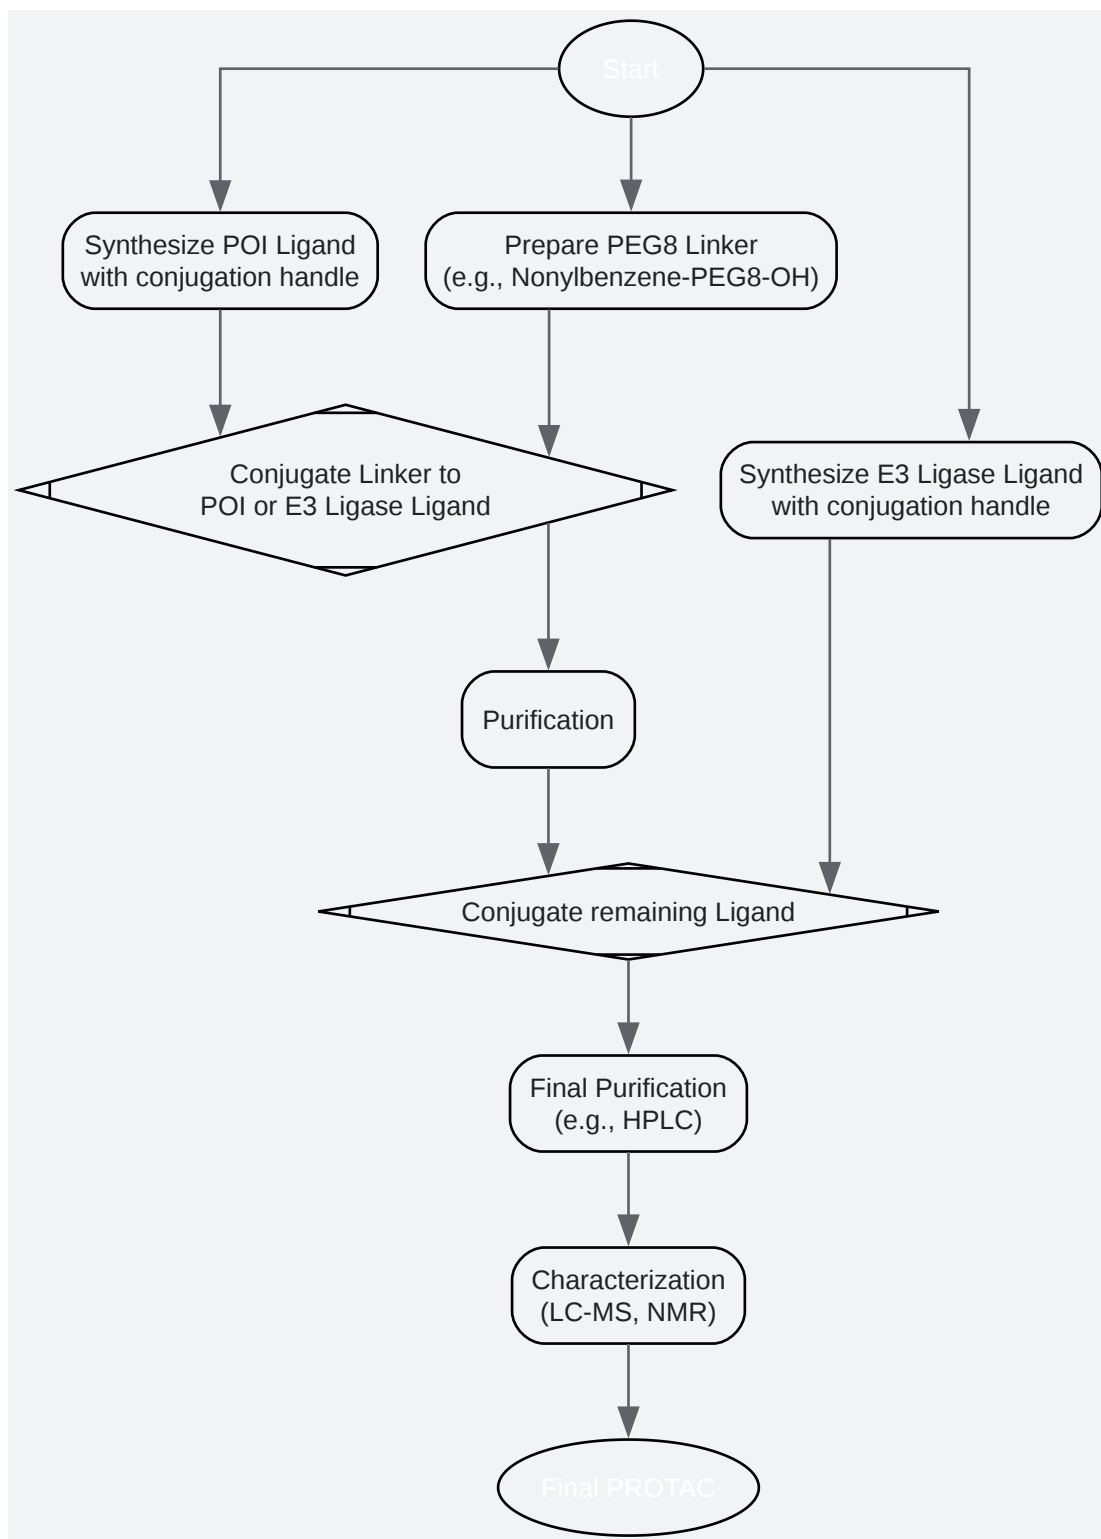 Start
Synthesize POI Ligand
with conjugation handle
Prepare PEG8 Linker
(e.g., Nonylbenzene-PEG8-OH)
Conjugate Linker to
POI or E3 Ligase Ligand
Synthesize E3 Ligase Ligand
with conjugation handle
Purification
Conjugate remaining Ligand
Final Purification
(e.g., HPLC)
Characterization
(LC-MS, NMR)
Final PROTAC